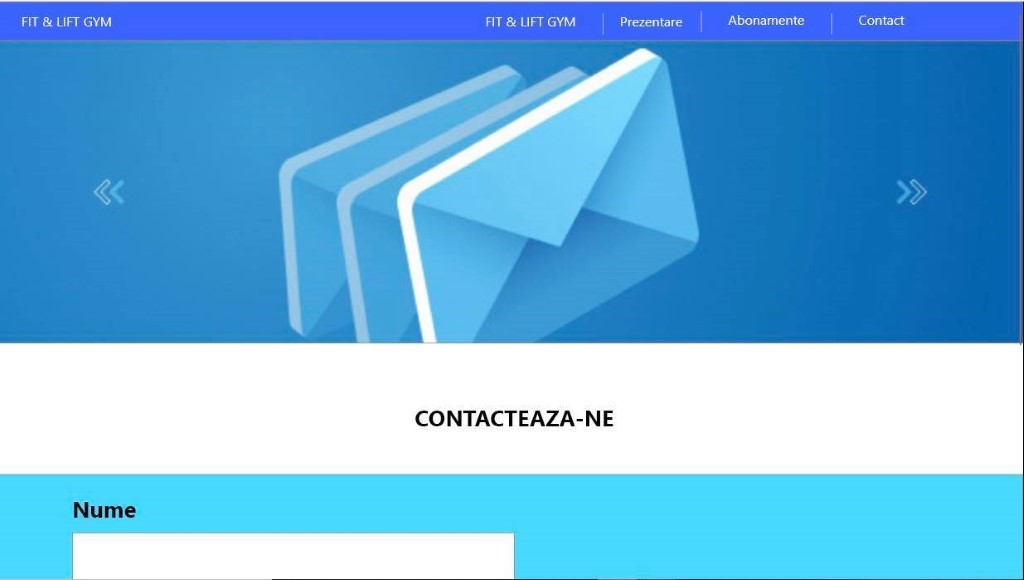 FIT & LIFT GYM FIT & LIFT GYM Prezentare Abonamente Contact
CONTACTEAZA-NE
Nume